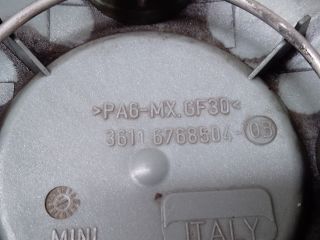 >PA6-MX.GF30<
3611 6768504-03
MINI
ITALY